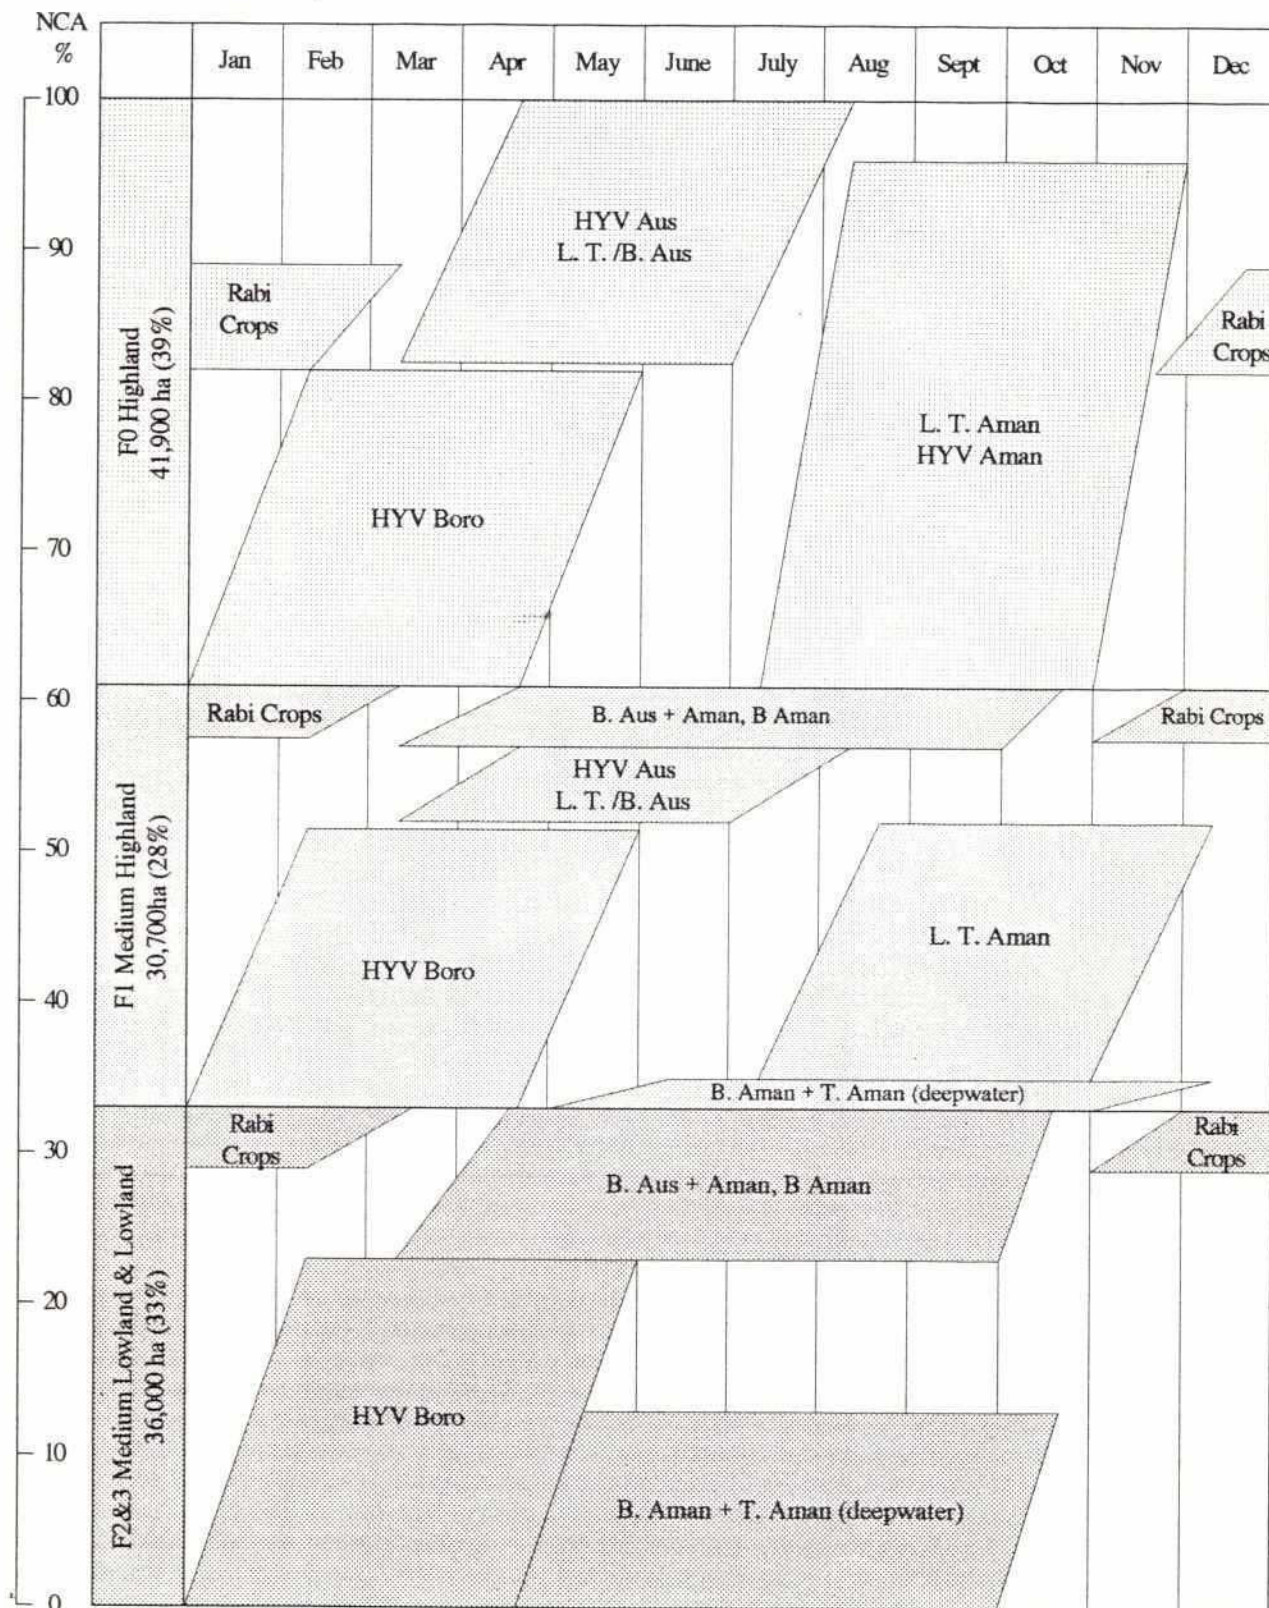 NCA
%
Jan Feb Mar Apr May June July Aug Sept Oct Nov Dec
100
90
80
70
60
50
40
30
20
10
0
F0 Highland
41,900 ha (39%)
HYV Aus
L. T. /B. Aus
Rabi
Crops
Rabi
Crops
L. T. Aman
HYV Aman
HYV Boro
F1 Medium Highland
30,700ha (28%)
Rabi Crops
B. Aus + Aman, B Aman
Rabi Crops
HYV Aus
L. T. /B. Aus
HYV Boro
L. T. Aman
B. Aman + T. Aman (deepwater)
F2&3 Medium Lowland & Lowland
36,000 ha (33%)
Rabi
Crops
Rabi
Crops
B. Aus + Aman, B Aman
HYV Boro
B. Aman + T. Aman (deepwater)